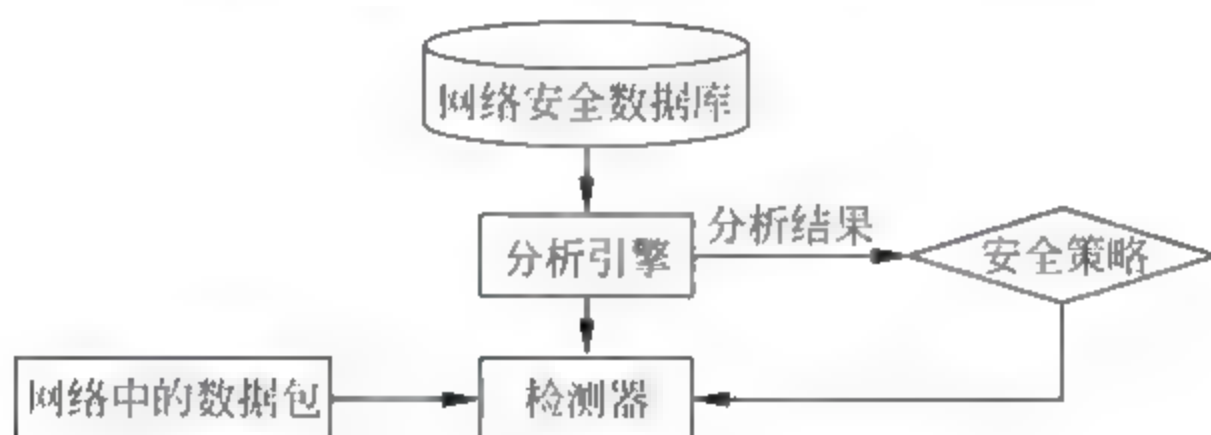 网络安全数据库
分析引擎
分析结果
安全策略
网络中的数据包
检测器